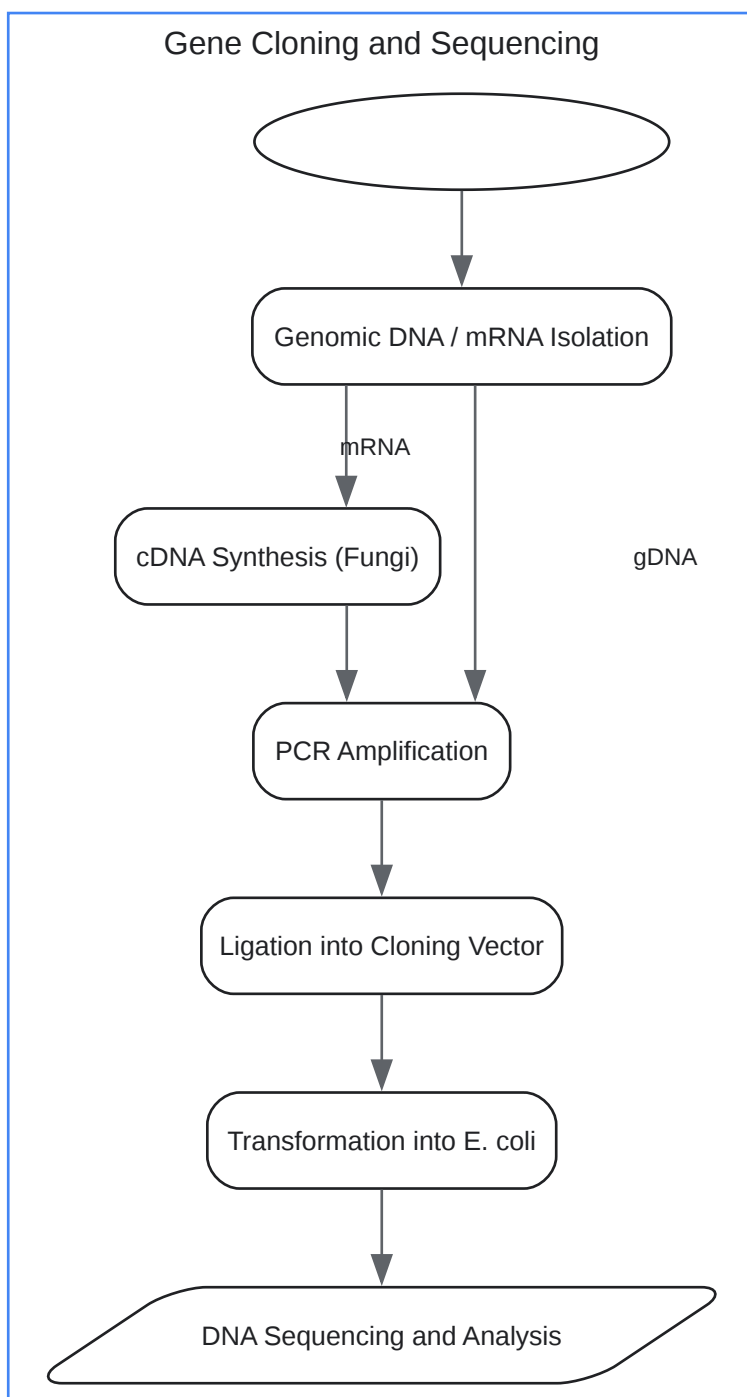 Gene Cloning and Sequencing
Genomic DNA / mRNA Isolation
mRNA
cDNA Synthesis (Fungi)
gDNA
PCR Amplification
Ligation into Cloning Vector
Transformation into E. coli
DNA Sequencing and Analysis